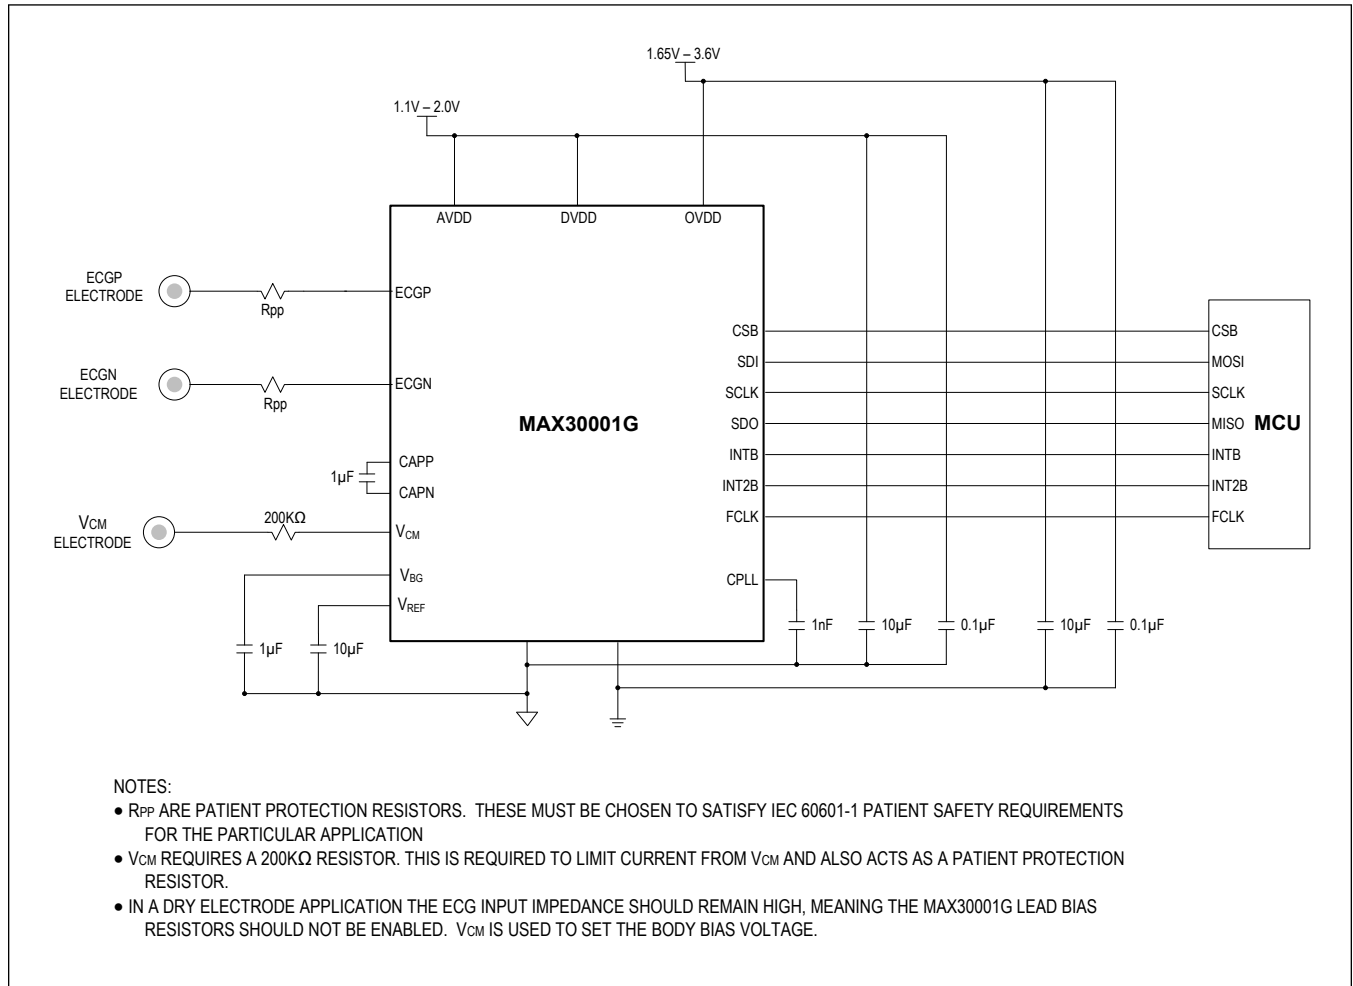 1.65V – 3.6V
1.1V – 2.0V
AVDD
DVDD
OVDD
ECGP
ELECTRODE
Rpp
ECGP
ECGN
ELECTRODE
Rpp
ECGN
MAX30001G
CSB
SDI
SCLK
SDO
INTB
INT2B
FCLK
CSB
MOSI
SCLK
MISO
MCU
INTB
INT2B
FCLK
1µF
CAPP
CAPN
VCM
ELECTRODE
200KΩ
VCM
VBG
VREF
CPLL
1µF
10µF
1nF
10µF
0.1µF
10µF
0.1µF
NOTES:
● RPP ARE PATIENT PROTECTION RESISTORS. THESE MUST BE CHOSEN TO SATISFY IEC 60601-1 PATIENT SAFETY REQUIREMENTS
FOR THE PARTICULAR APPLICATION
● VCM REQUIRES A 200KΩ RESISTOR. THIS IS REQUIRED TO LIMIT CURRENT FROM VCM AND ALSO ACTS AS A PATIENT PROTECTION
RESISTOR.
● IN A DRY ELECTRODE APPLICATION THE ECG INPUT IMPEDANCE SHOULD REMAIN HIGH, MEANING THE MAX30001G LEAD BIAS
RESISTORS SHOULD NOT BE ENABLED. VCM IS USED TO SET THE BODY BIAS VOLTAGE.